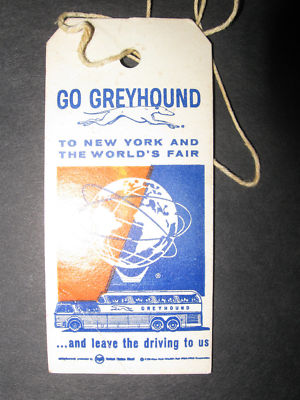 GO GREYHOUND
TO NEW YORK AND
THE WORLD'S FAIR
®
GREYHOUND
...and leave the driving to us